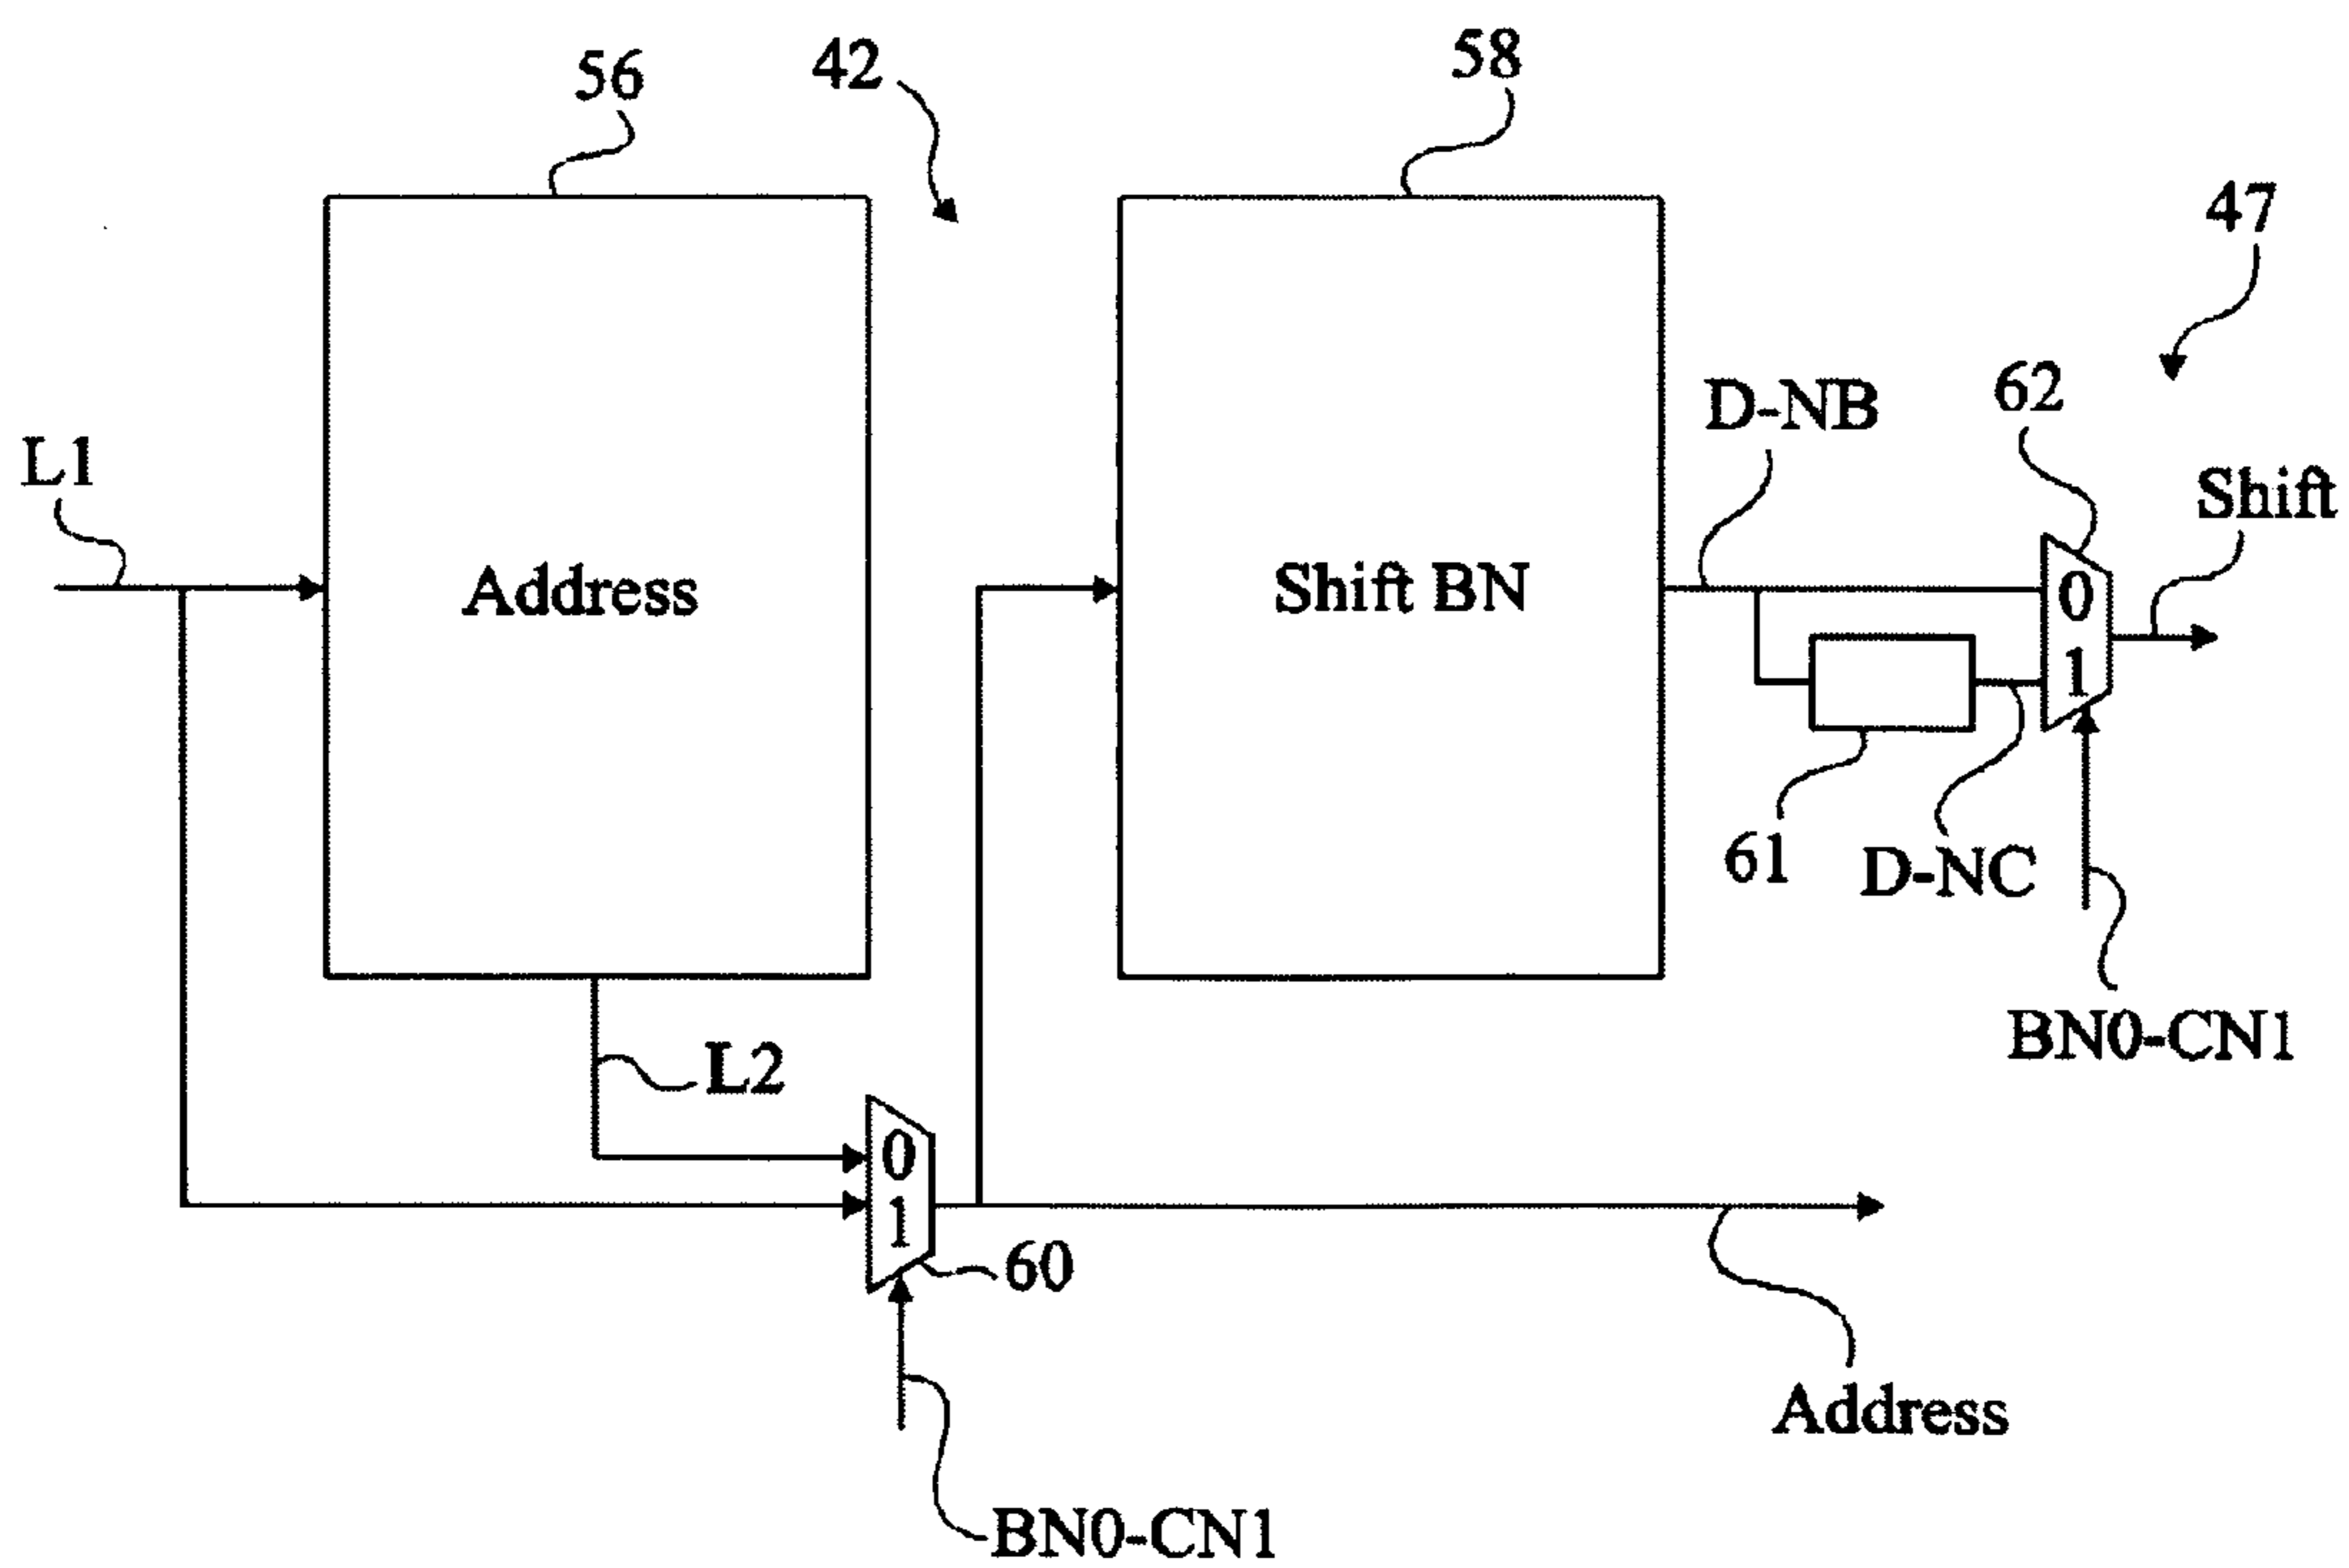 56
42
58
47
L1
Address
Shift BN
D-NB
62
Shift
0
1
61
D-NC
BN0-CN1
L2
0
1
60
Address
BN0-CN1